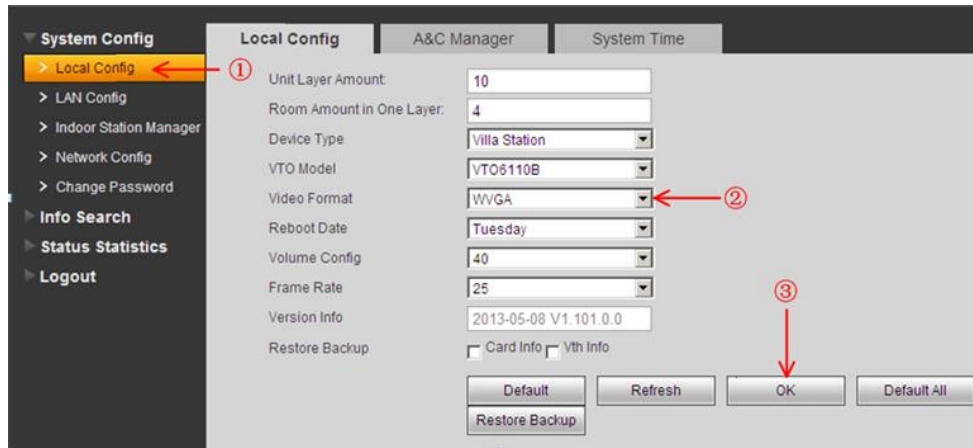 System Config
> Local Config
①
> LAN Config
> Indoor Station Manager
> Network Config
> Change Password
Info Search
Status Statistics
Logout
Local Config A&C Manager System Time
Unit Layer Amount: 10
Room Amount in One Layer: 4
Device Type Villa Station
VTO Model VTO6110B
Video Format WVGA ②
Reboot Date Tuesday
Volume Config 40
Frame Rate 25
③
Version Info 2013-05-08 V1.101.0.0
Restore Backup Card Info Vth Info
Default Refresh OK Default All
Restore Backup